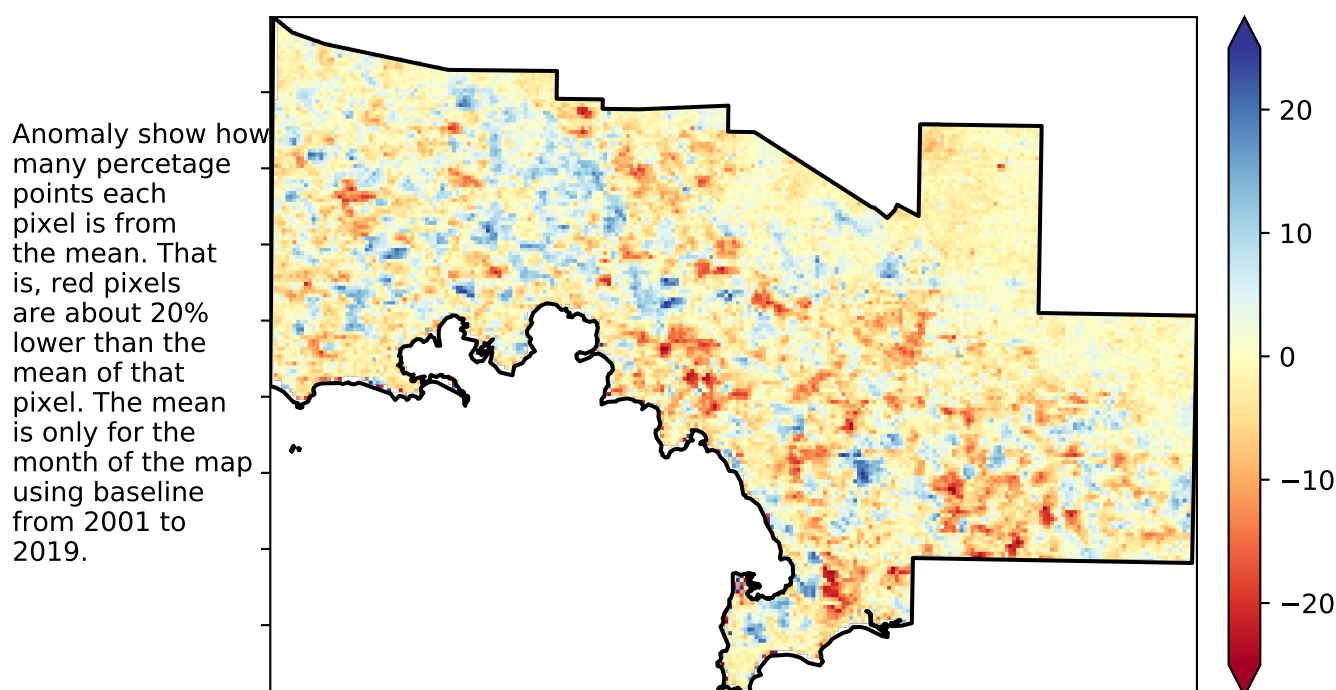 Anomaly show how
many percetage
points each
pixel is from
the mean. That
is, red pixels
are about 20%
lower than the
mean of that
pixel. The mean
is only for the
month of the map
using baseline
from 2001 to
2019.
20
10
0
−10
−20